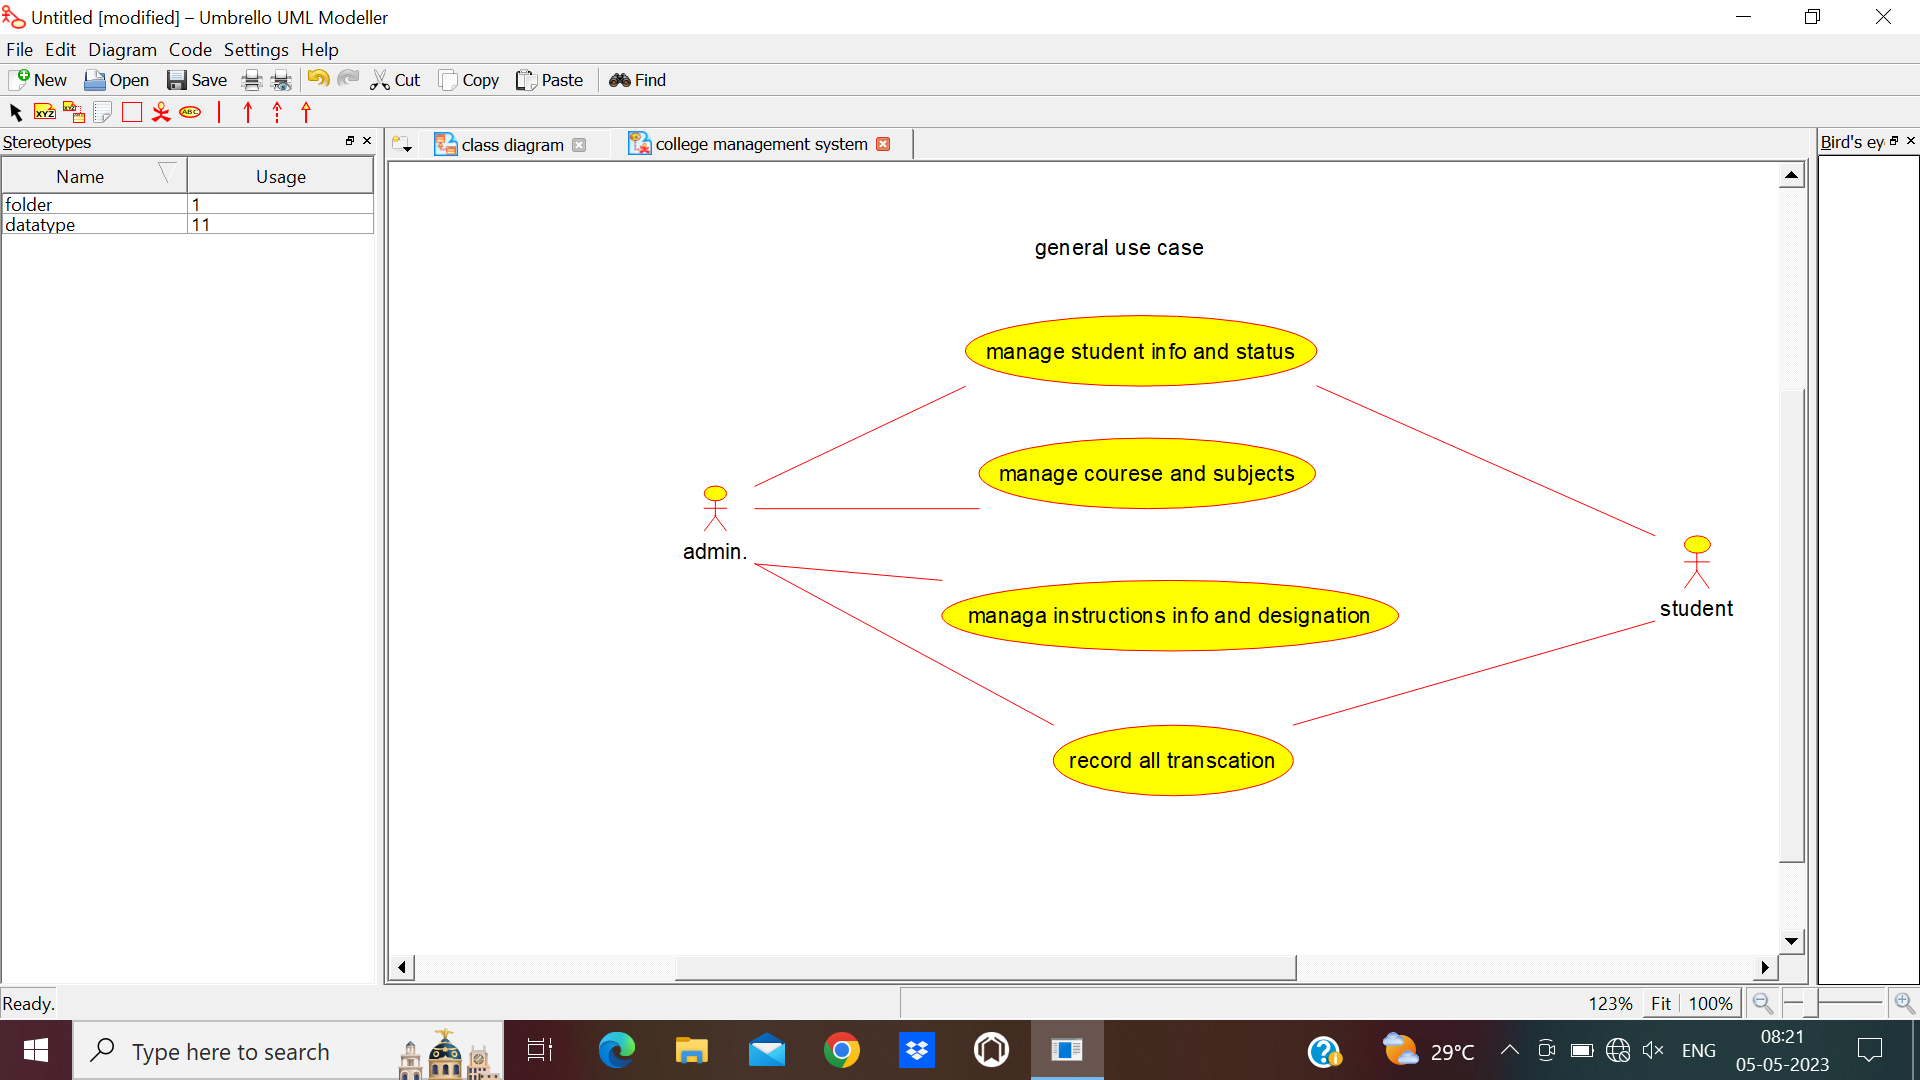 Untitled [modified] – Umbrello UML Modeller
File Edit Diagram Code Settings Help
New Open Save Cut Copy Paste Find
XYZ XYZ ABC
Stereotypes
class diagram
college management system
Bird's ey
Name Usage
folder 1
datatype 11
general use case
manage student info and status
manage courese and subjects
admin.
managa instructions info and designation
student
record all transcation
Ready.
123% Fit 100%
Type here to search
29°C
ENG
08:21
05-05-2023